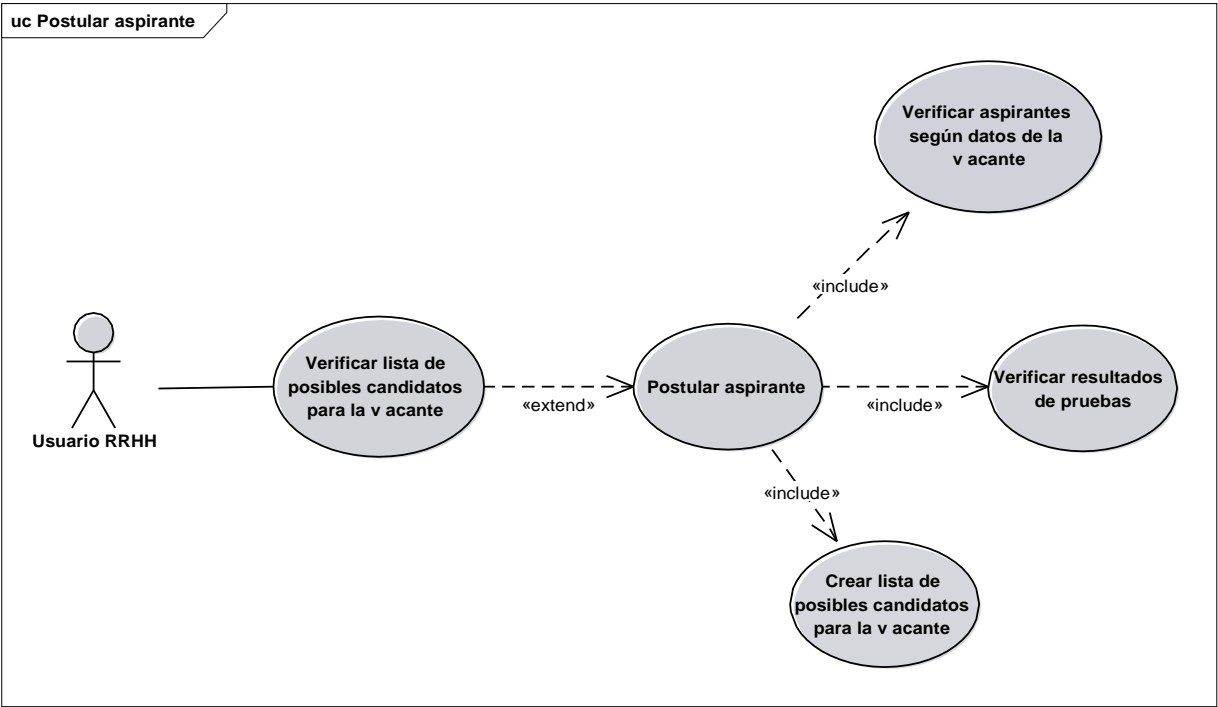 uc Postular aspirante
Verificar aspirantes
según datos de la
v acante
«include»
Verificar lista de
posibles candidatos
para la v acante
«extend»
Postular aspirante
«include»
Verificar resultados
de pruebas
Usuario RRHH
«include»
Crear lista de
posibles candidatos
para la v acante